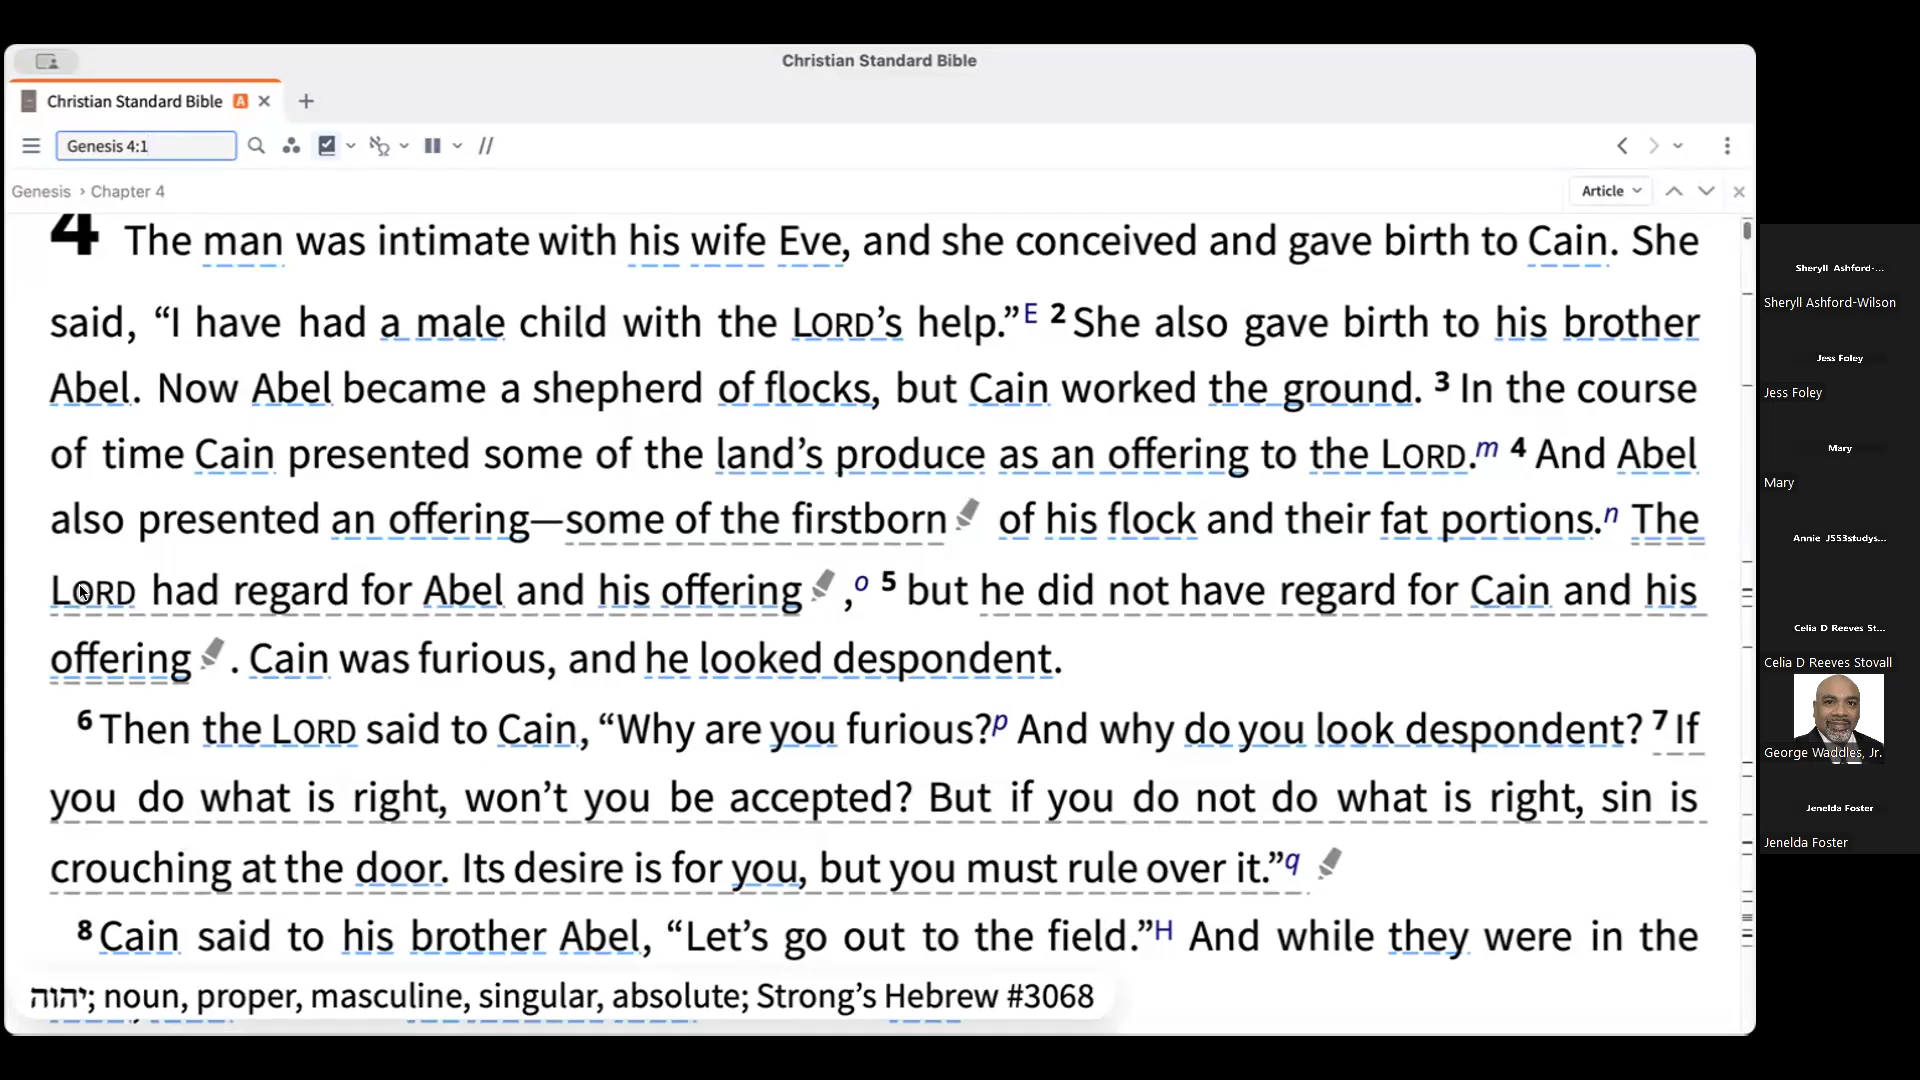 Christian Standard Bible
Christian Standard Bible A
Genesis 4:1
Genesis › Chapter 4
Article
4 The man was intimate with his wife Eve, and she conceived and gave birth to Cain. She
said, “I have had a male child with the LORD’s help.”E 2 She also gave birth to his brother
Abel. Now Abel became a shepherd of flocks, but Cain worked the ground. 3 In the course
of time Cain presented some of the land’s produce as an offering to the LORD.m 4 And Abel
also presented an offering—some of the firstborn of his flock and their fat portions.n The
LORD had regard for Abel and his offering ,o 5 but he did not have regard for Cain and his
offering . Cain was furious, and he looked despondent.
6 Then the LORD said to Cain, “Why are you furious?p And why do you look despondent? 7 If
you do what is right, won’t you be accepted? But if you do not do what is right, sin is
crouching at the door. Its desire is for you, but you must rule over it.”q
8 Cain said to his brother Abel, “Let’s go out to the field.”H And while they were in the
יהוה; noun, proper, masculine, singular, absolute; Strong’s Hebrew #3068
Sheryll Ashford-...
Sheryll Ashford-Wilson
Jess Foley
Jess Foley
Mary
Mary
Annie J553studys...
Celia D Reeves St...
Celia D Reeves Stovall
George Waddles, Jr.
Jenelda Foster
Jenelda Foster